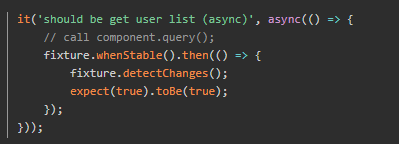 it('should be get user list (async)', async(() => {
// call component.query();
fixture.whenStable().then(() => {
fixture.detectChanges();
expect(true).toBe(true);
});
}));